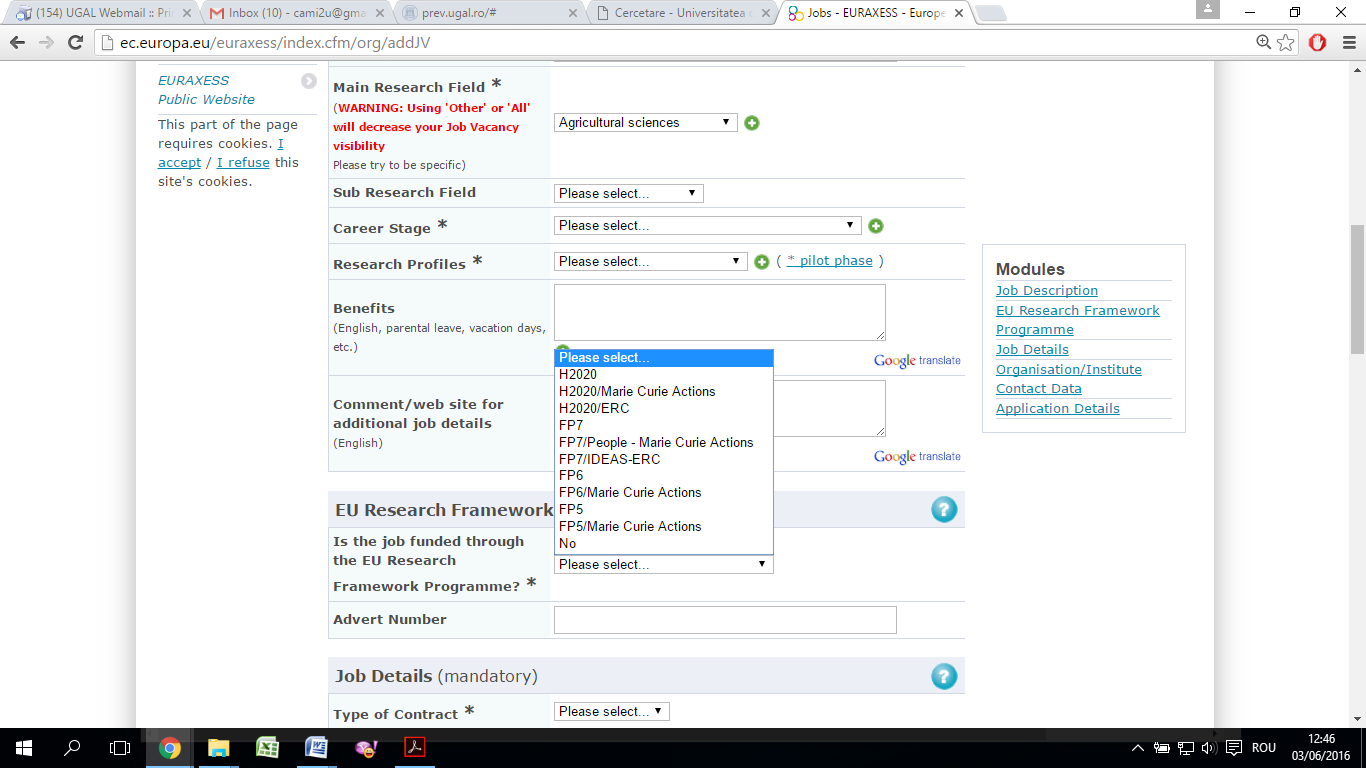 (154) UGAL Webmail :: Pri
Inbox (10) - cami2u@gma
prev.ugal.ro/#
Cercetare - Universitatea
Jobs - EURAXESS - Europe
ec.europa.eu/euraxess/index.cfm/org/addJV
EURAXESS
Public Website
This part of the page
requires cookies. I
accept / I refuse this
site's cookies.
Main Research Field *
(WARNING: Using 'Other' or 'All'
will decrease your Job Vacancy
visibility
Please try to be specific)
Agricultural sciences
Sub Research Field
Please select...
Career Stage *
Please select...
Research Profiles *
Please select...
( * pilot phase )
Benefits
(English, parental leave, vacation days,
etc.)
Google translate
Please select...
H2020
H2020/Marie Curie Actions
H2020/ERC
FP7
FP7/People - Marie Curie Actions
FP7/IDEAS-ERC
FP6
FP6/Marie Curie Actions
FP5
FP5/Marie Curie Actions
No
Comment/web site for
additional job details
(English)
Google translate
EU Research Framework
Is the job funded through
the EU Research
Framework Programme? *
Please select...
Advert Number
Job Details (mandatory)
Type of Contract *
Please select...
Modules
Job Description
EU Research Framework
Programme
Job Details
Organisation/Institute
Contact Data
Application Details
ROU
12:46
03/06/2016